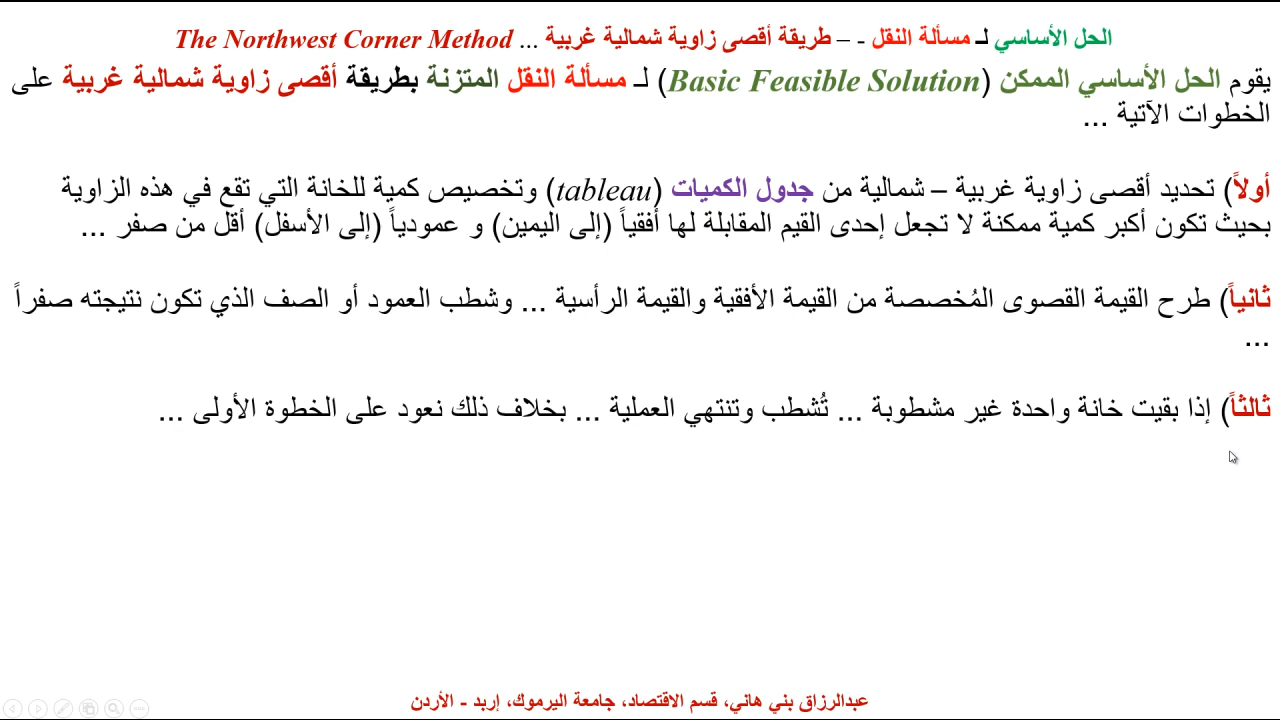 الحل الأساسي لـ مسألة النقل - – طريقة أقصى زاوية شمالية غربية ... The Northwest Corner Method
يقوم الحل الأساسي الممكن (Basic Feasible Solution) لـ مسألة النقل المتزنة بطريقة أقصى زاوية شمالية غربية على
الخطوات الآتية ...
أولاً) تحديد أقصى زاوية غربية – شمالية من جدول الكميات (tableau) وتخصيص كمية للخانة التي تقع في هذه الزاوية
بحيث تكون أكبر كمية ممكنة لا تجعل إحدى القيم المقابلة لها أفقياً (إلى اليمين) و عمودياً (إلى الأسفل) أقل من صفر ...
ثانياً) طرح القيمة القصوى المُخصصة من القيمة الأفقية والقيمة الرأسية ... وشطب العمود أو الصف الذي تكون نتيجته صفراً
...
ثالثاً) إذا بقيت خانة واحدة غير مشطوبة ... تُشطب وتنتهي العملية ... بخلاف ذلك نعود على الخطوة الأولى ...
عبدالرزاق بني هاني، قسم الاقتصاد، جامعة اليرموك، إربد - الأردن